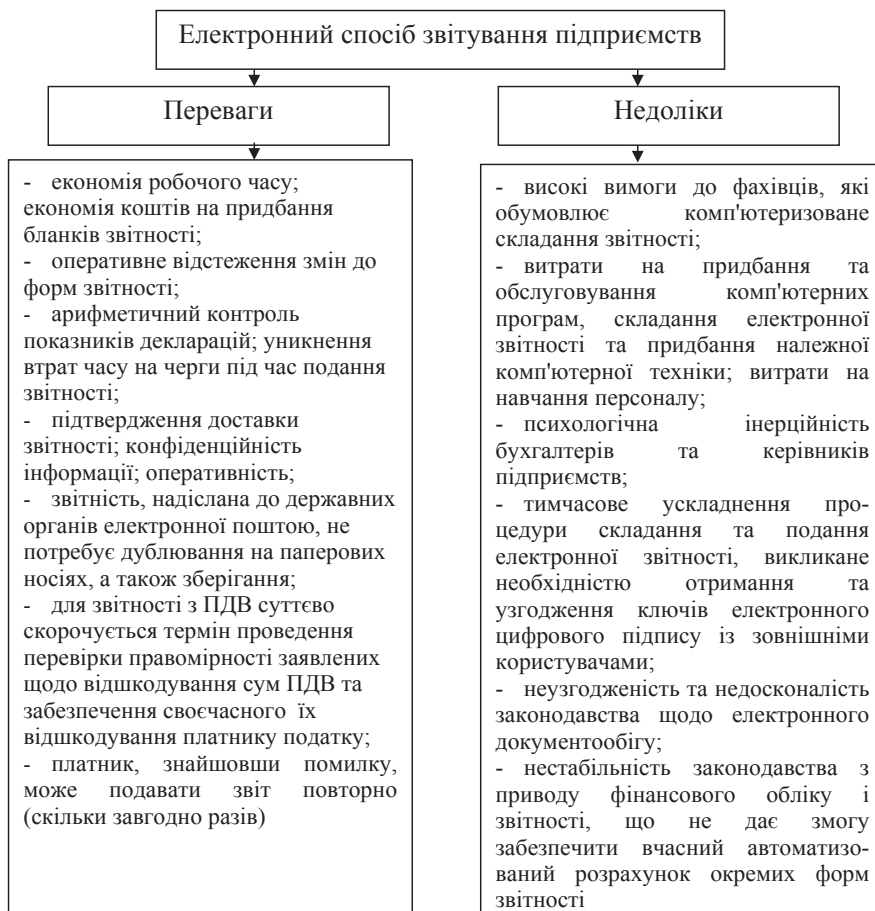 Електронний спосіб звітування підприємств
Переваги
- економія робочого часу;
економія коштів на придбання
бланків звітності;
- оперативне відстеження змін до
форм звітності;
- арифметичний контроль
показників декларацій; уникнення
втрат часу на черги під час подання
звітності;
- підтвердження доставки
звітності; конфіденційність
інформації; оперативність;
- звітність, надіслана до державних
органів електронної поштою, не
потребує дублювання на паперових
носіях, а також зберігання;
- для звітності з ПДВ суттєво
скорочується термін проведення
перевірки правомірності заявлених
щодо відшкодування сум ПДВ та
забезпечення своєчасного їх
відшкодування платнику податку;
- платник, знайшовши помилку,
може подавати звіт повторно
(скільки завгодно разів)
Недоліки
- високі вимоги до фахівців, які
обумовлює комп'ютеризоване
складання звітності;
- витрати на придбання та
обслуговування комп'ютерних
програм, складання електронної
звітності та придбання належної
комп'ютерної техніки; витрати на
навчання персоналу;
- психологічна інерційність
бухгалтерів та керівників
підприємств;
- тимчасове ускладнення про-
цедури складання та подання
електронної звітності, викликане
необхідністю отримання та
узгодження ключів електронного
цифрового підпису із зовнішніми
користувачами;
- неузгодженість та недосконалість
законодавства щодо електронного
документообігу;
- нестабільність законодавства з
приводу фінансового обліку і
звітності, що не дає змогу
забезпечити вчасний автоматизо-
ваний розрахунок окремих форм
звітності